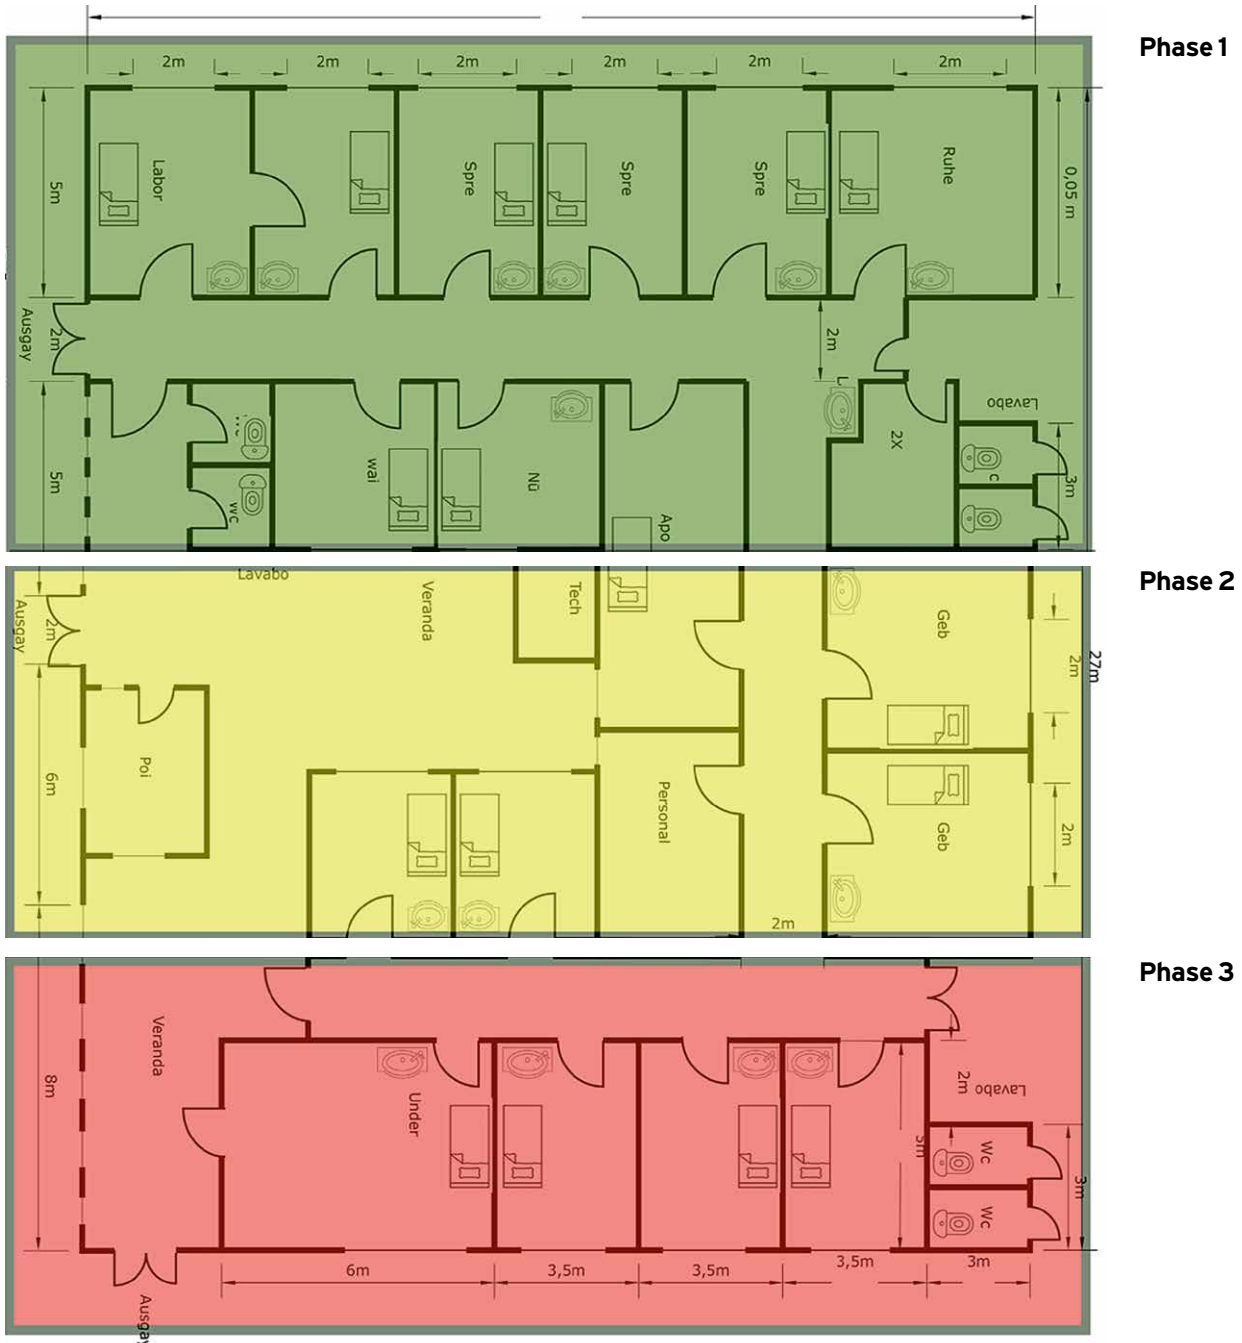 Phase 1
2m
2m
2m
2m
2m
2m
5m
Labor
Spre
Spre
Spre
Ruhe
0,05 m
Ausgay
2m
2m
L
Lavabo
2X
5m
wc
wai
Nü
Apo
c
3m
Phase 2
Lavabo
Veranda
Tech
Geb
Ausgay
2m
2m
27m
6m
Poi
Personal
Geb
2m
2m
Phase 3
Veranda
8m
Under
2m
Lavabo
5m
Wc
Wc
3m
6m
3,5m
3,5m
3,5m
3m
Ausgay